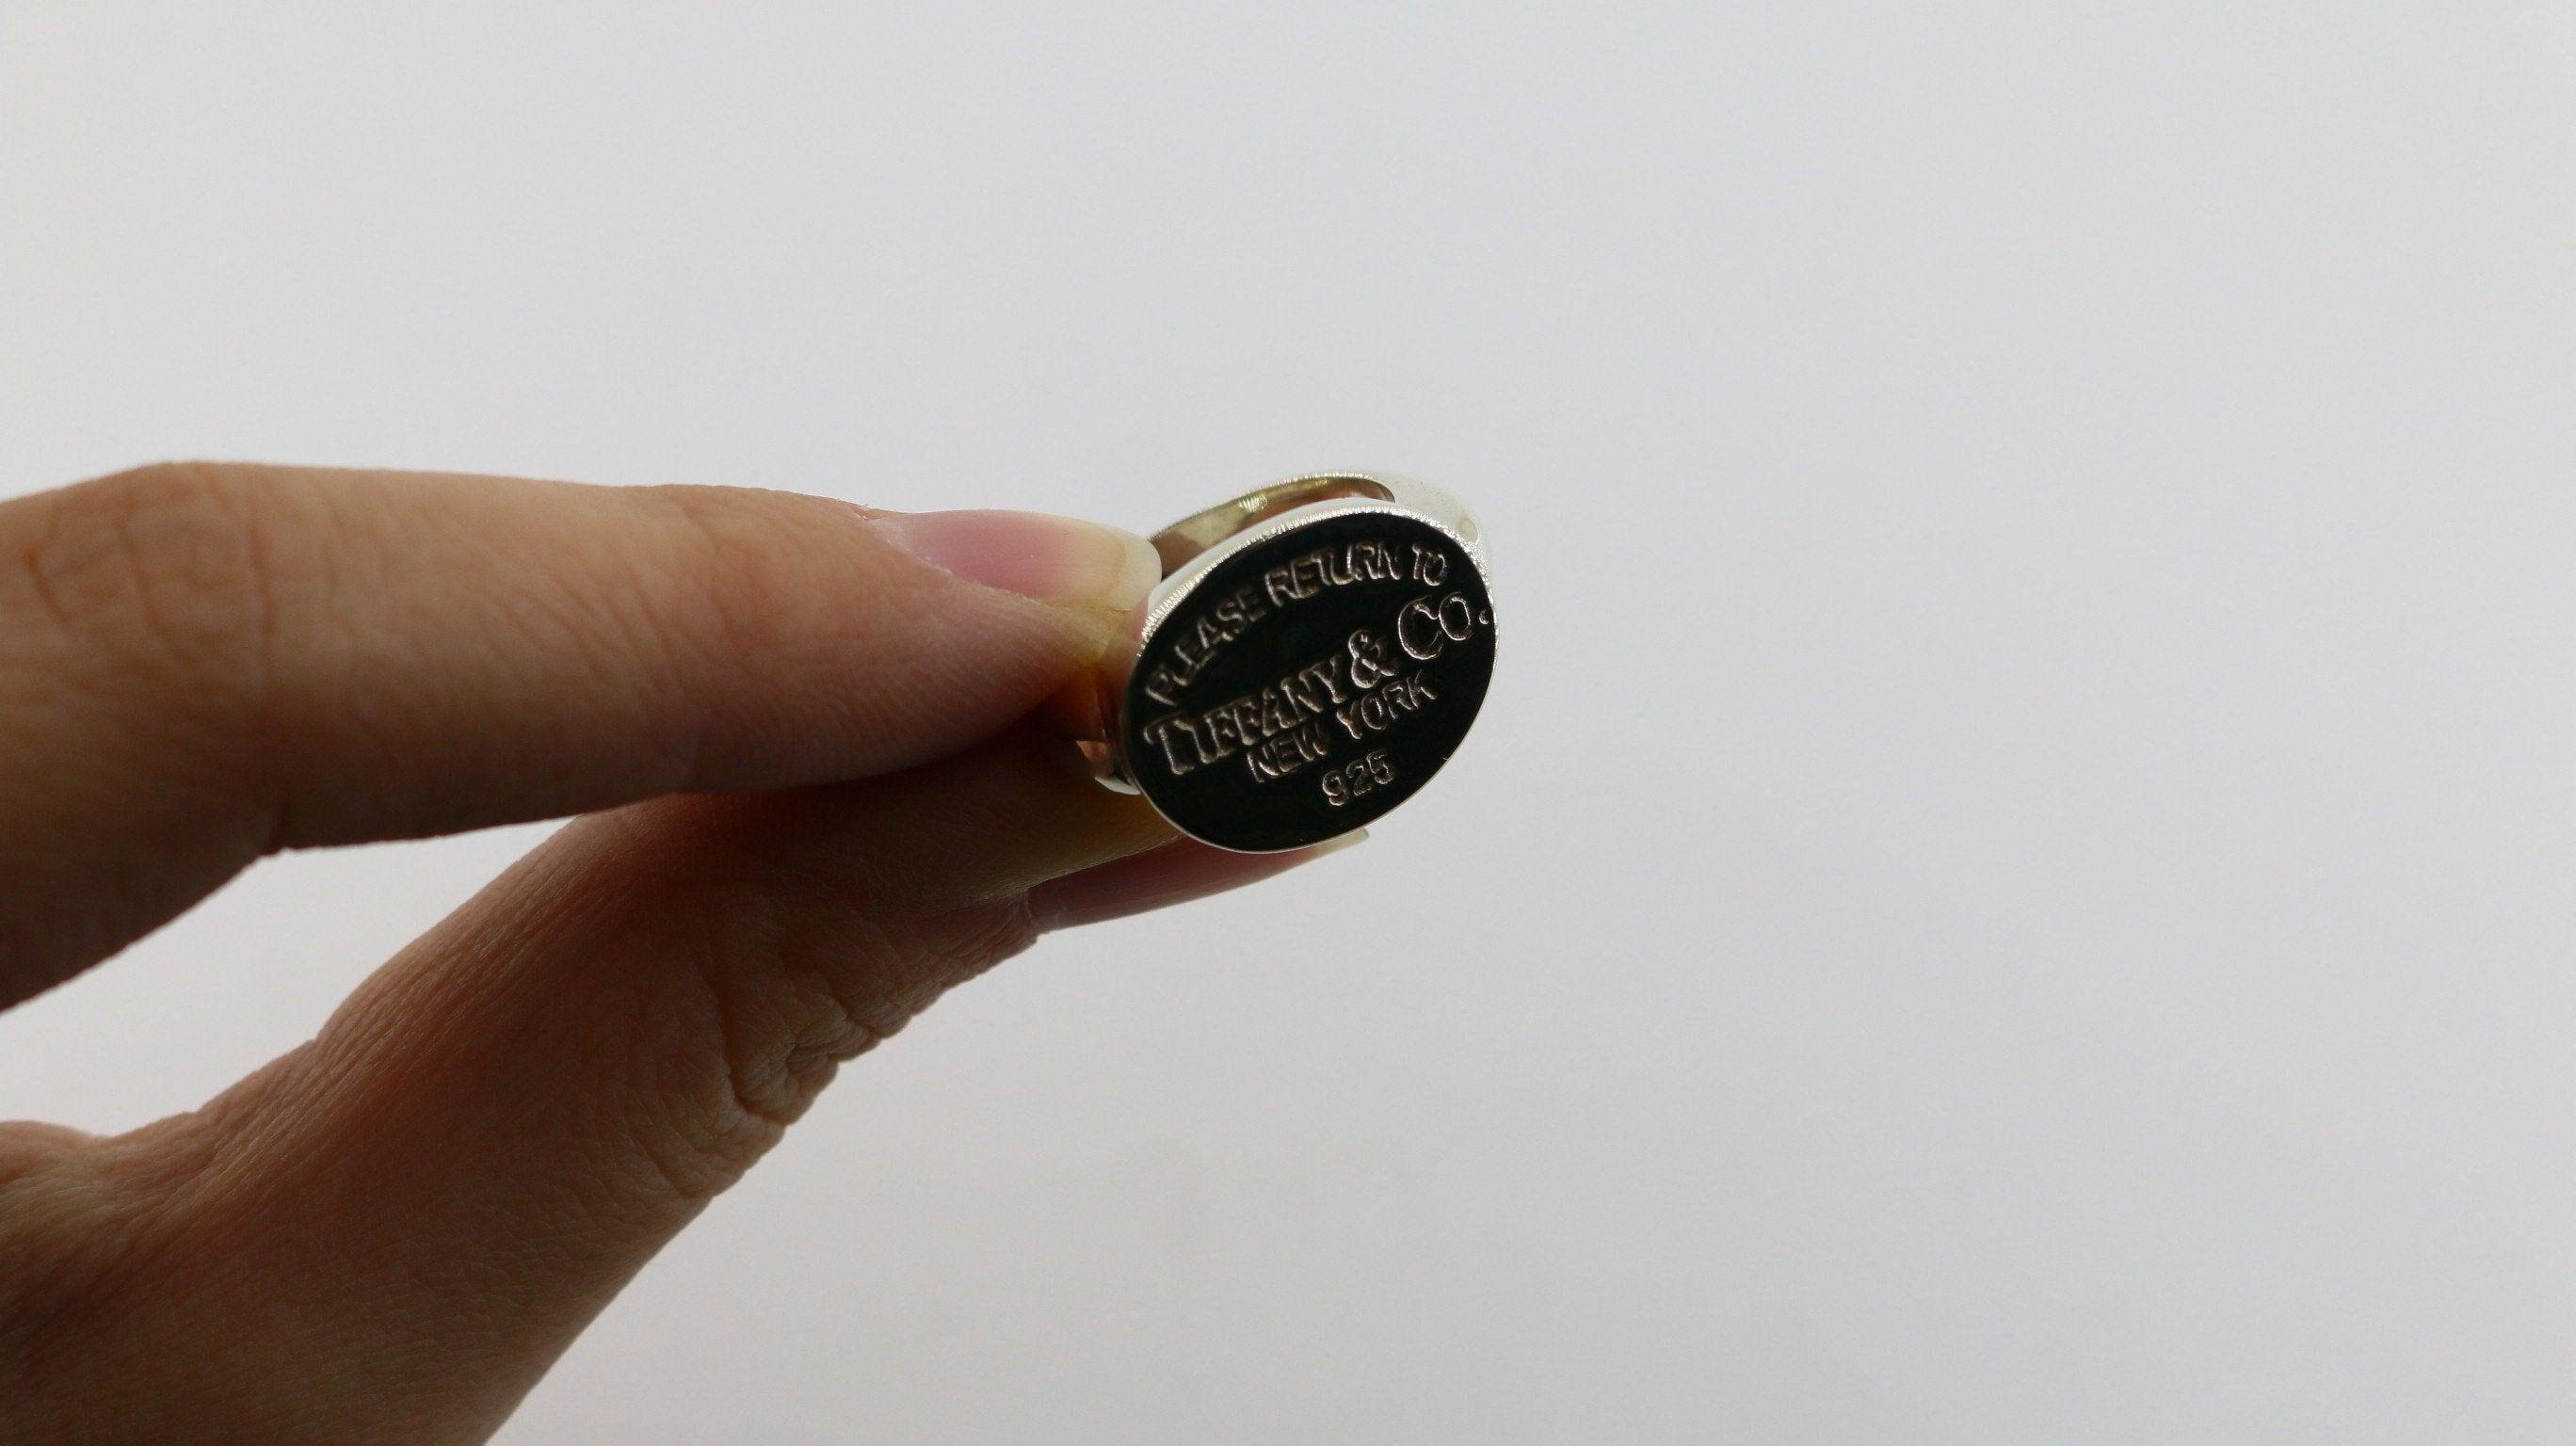 PLEASE RETURN TO
TIFFANY & CO.
NEW YORK
925